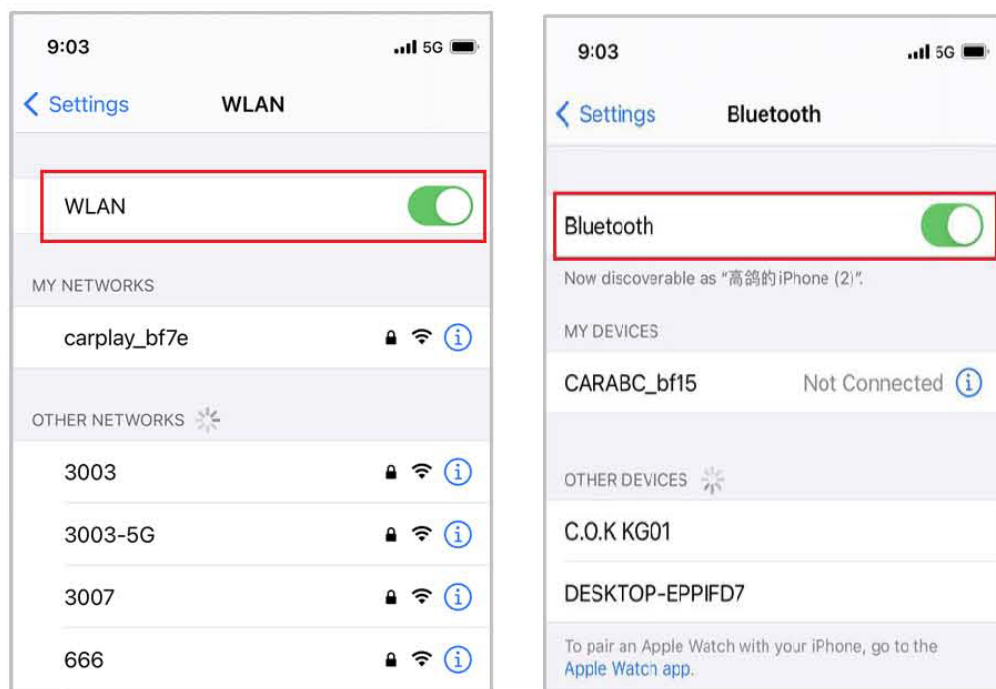 9:03
5G
Settings
WLAN
WLAN
MY NETWORKS
carplay_bf7e
OTHER NETWORKS
3003
3003-5G
3007
666
9:03
5G
Settings
Bluetooth
Bluetooth
Now discoverable as “高鸽的iPhone (2)”.
MY DEVICES
CARABC_bf15 Not Connected
OTHER DEVICES
C.O.K KG01
DESKTOP-EPPIFD7
To pair an Apple Watch with your iPhone, go to the
Apple Watch app.